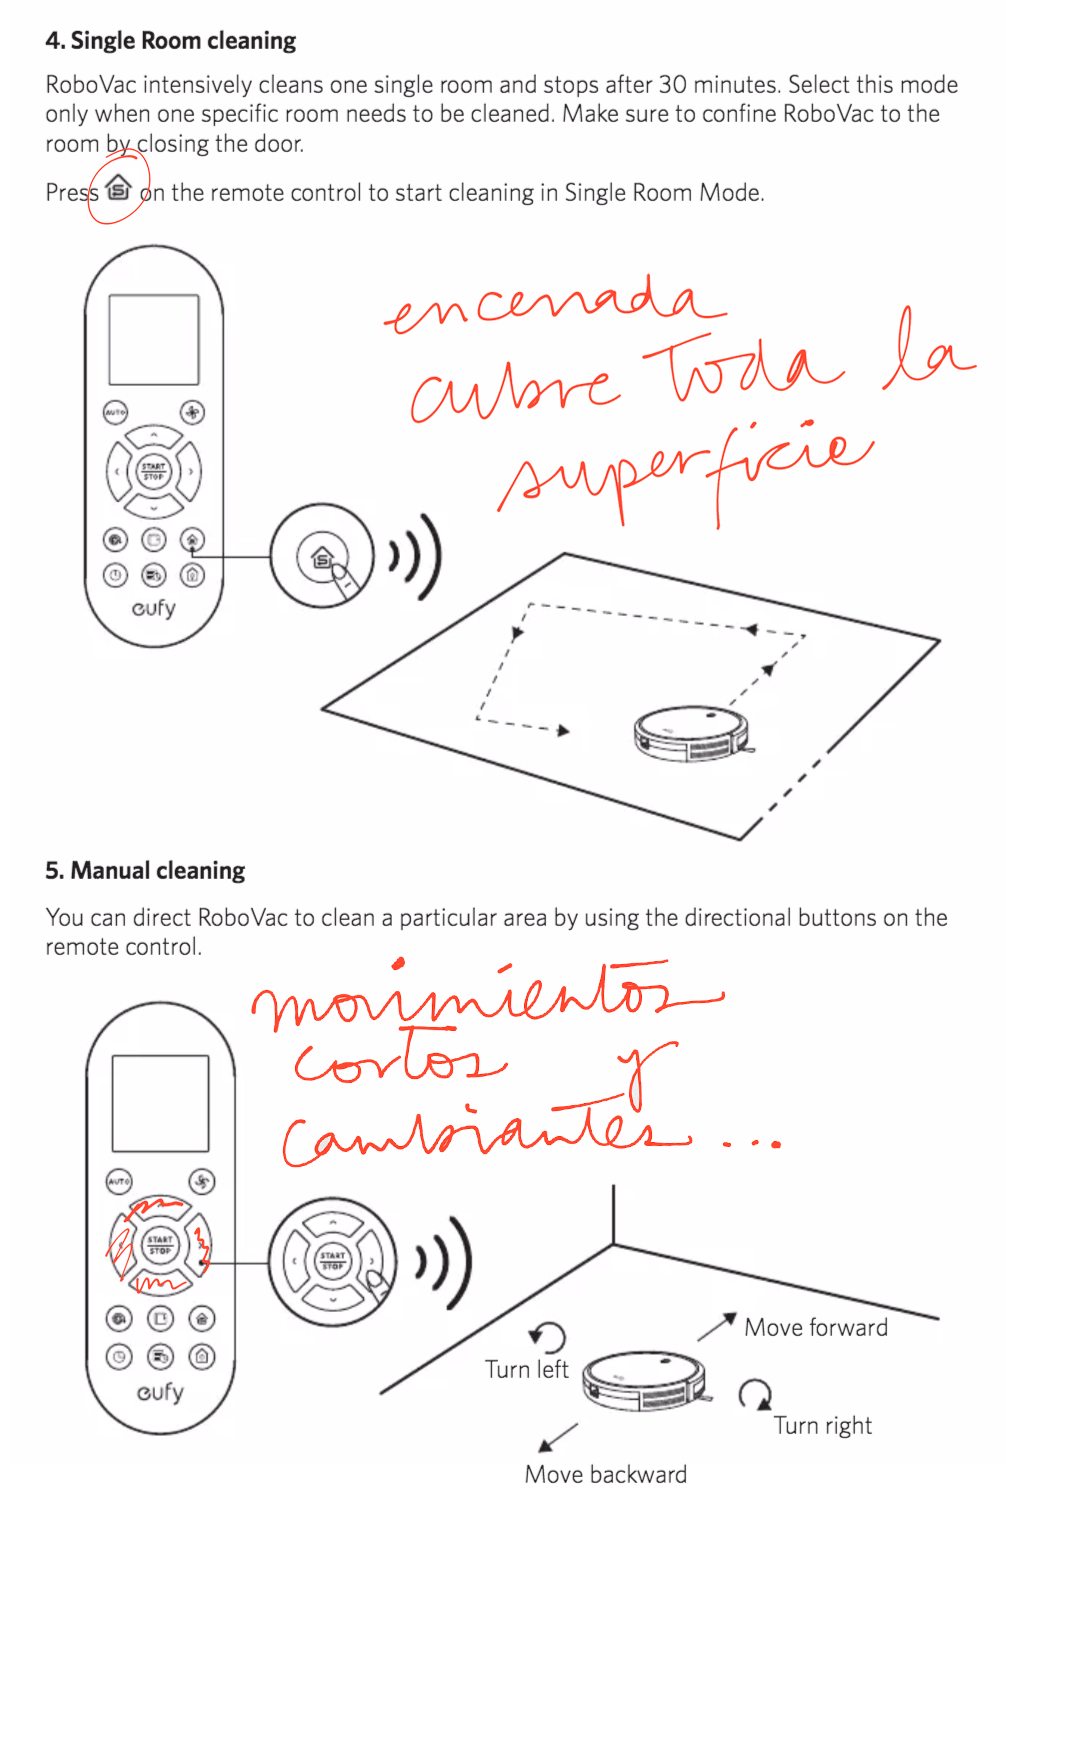 4. Single Room cleaning
RoboVac intensively cleans one single room and stops after 30 minutes. Select this mode
only when one specific room needs to be cleaned. Make sure to confine RoboVac to the
room by closing the door.
Press on the remote control to start cleaning in Single Room Mode.
encerrada
cubre toda la
superficie
AUTO
START
STOP
eufy
5. Manual cleaning
You can direct RoboVac to clean a particular area by using the directional buttons on the
remote control.
movimientos
cortos y
cambiantes...
AUTO
START
STOP
START
STOP
Move forward
Turn left
eufy
Turn right
Move backward